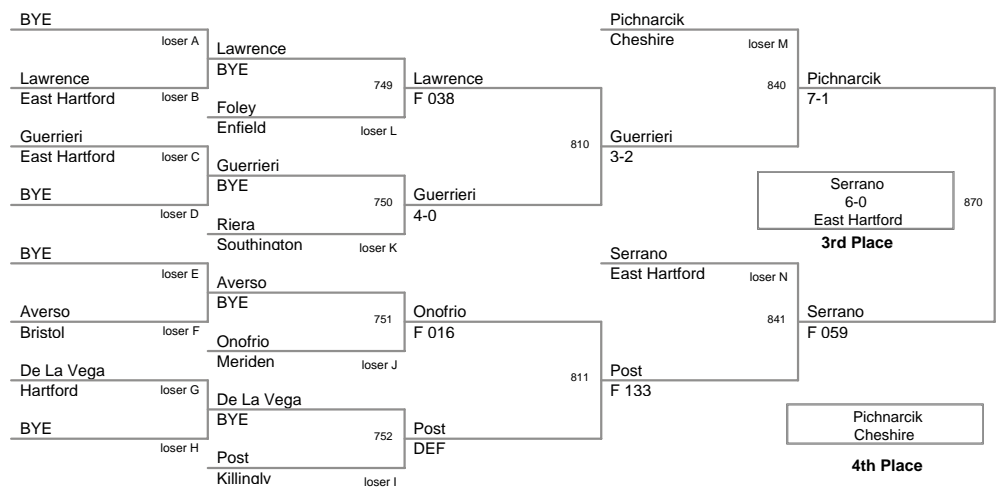 BYE
loser A
Lawrence
East Hartford
loser B
Guerrieri
East Hartford
loser C
BYE
loser D
BYE
loser E
Averso
Bristol
loser F
De La Vega
Hartford
loser G
BYE
loser H
Lawrence
BYE
749
Foley
Enfield
loser L
Guerrieri
BYE
750
Riera
Southington
loser K
Averso
BYE
751
Onofrio
Meriden
loser J
De La Vega
BYE
752
Post
Killingly
loser I
Lawrence
F 038
810
Guerrieri
4-0
Onofrio
F 016
811
Post
DEF
Pichnarcik
Cheshire
loser M
840
Guerrieri
3-2
Serrano
East Hartford
loser N
841
Post
F 133
Pichnarcik
7-1
870
Serrano
F 059
Serrano
6-0
East Hartford
3rd Place
Pichnarcik
Cheshire
4th Place